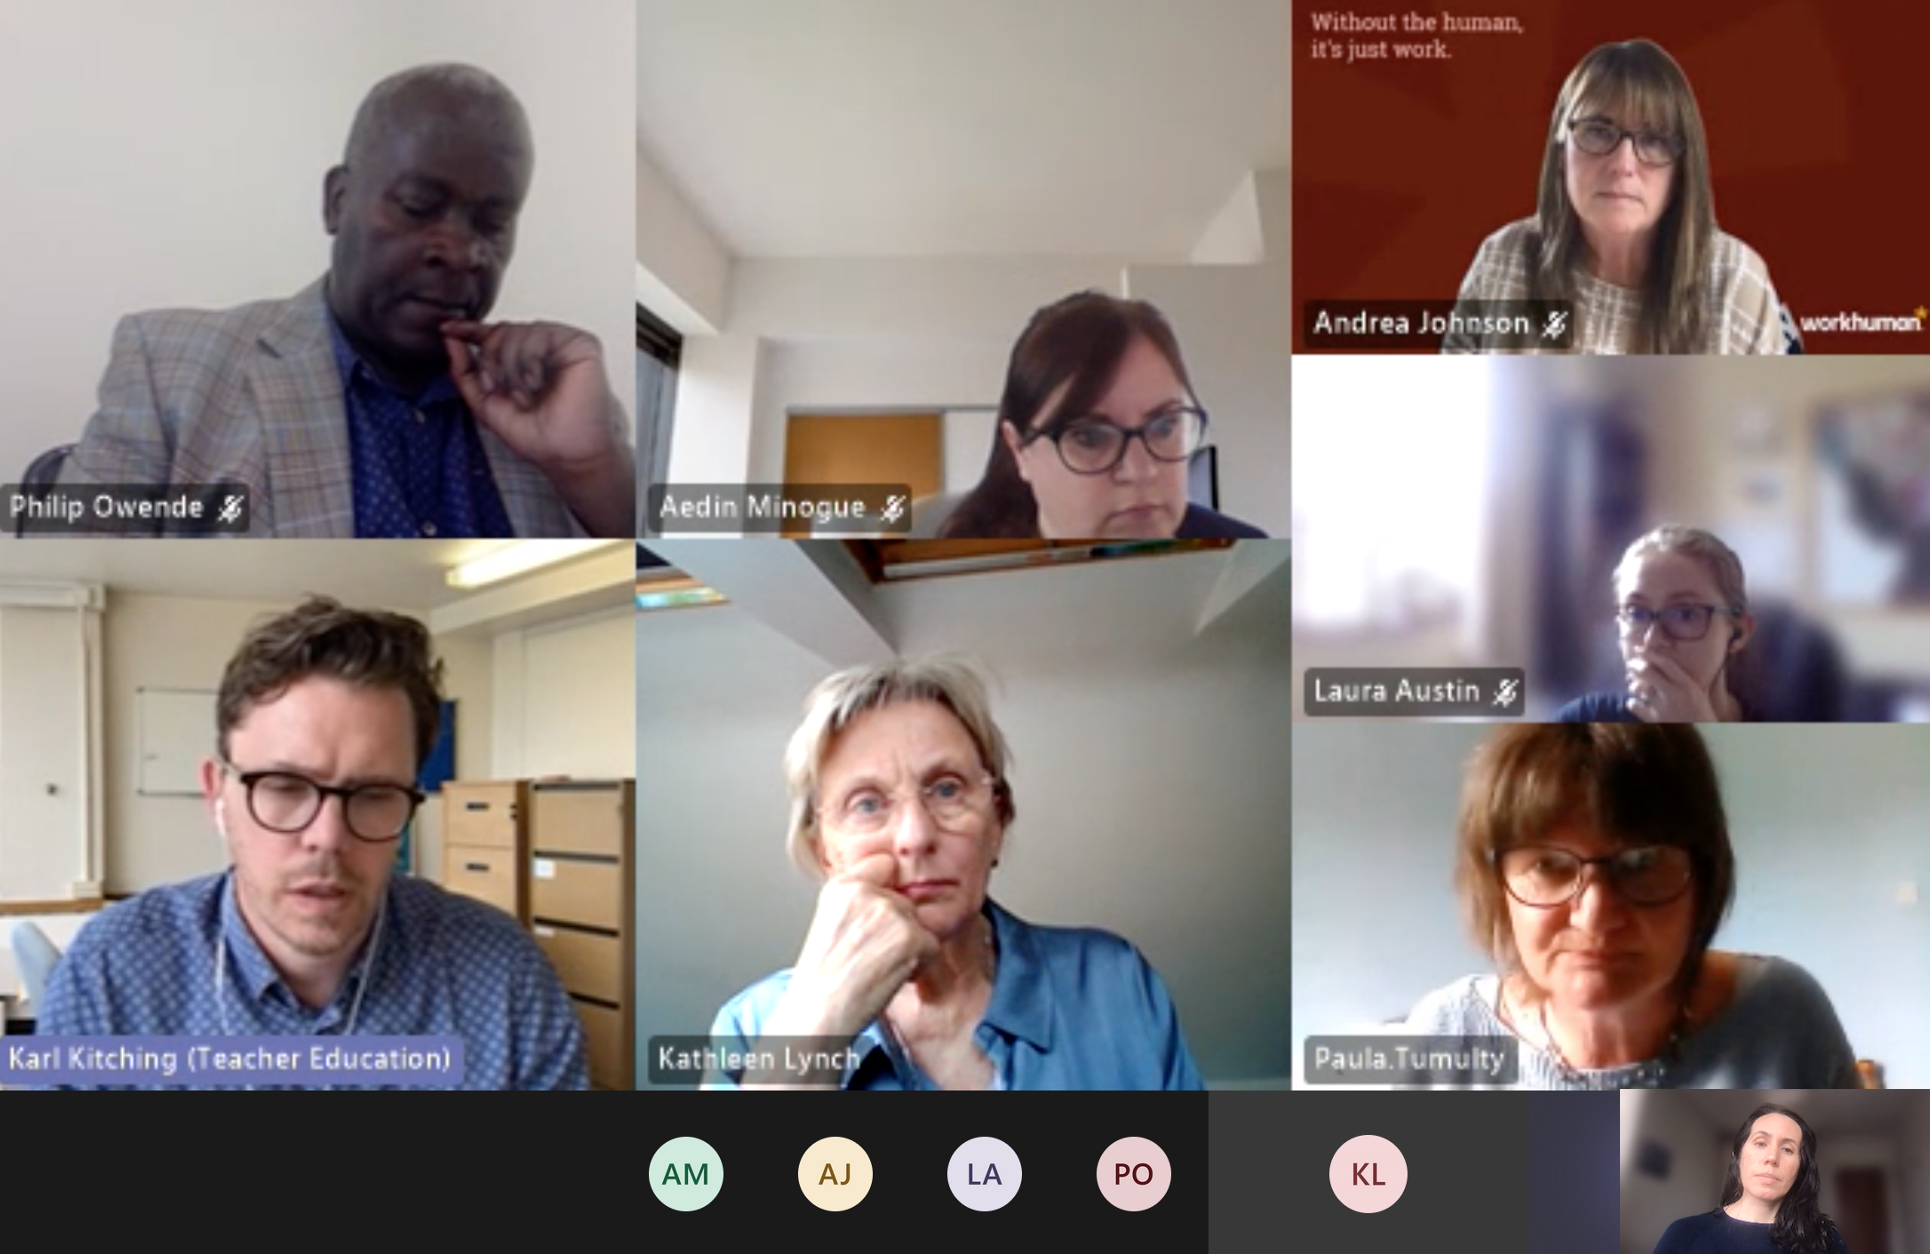 Without the human,
it's just work.
Andrea Johnson
workhuman
Philip Owende
Aedin Minogue
Laura Austin
Karl Kitching (Teacher Education)
Kathleen Lynch
Paula.Tumulty
AM
AJ
LA
PO
KL